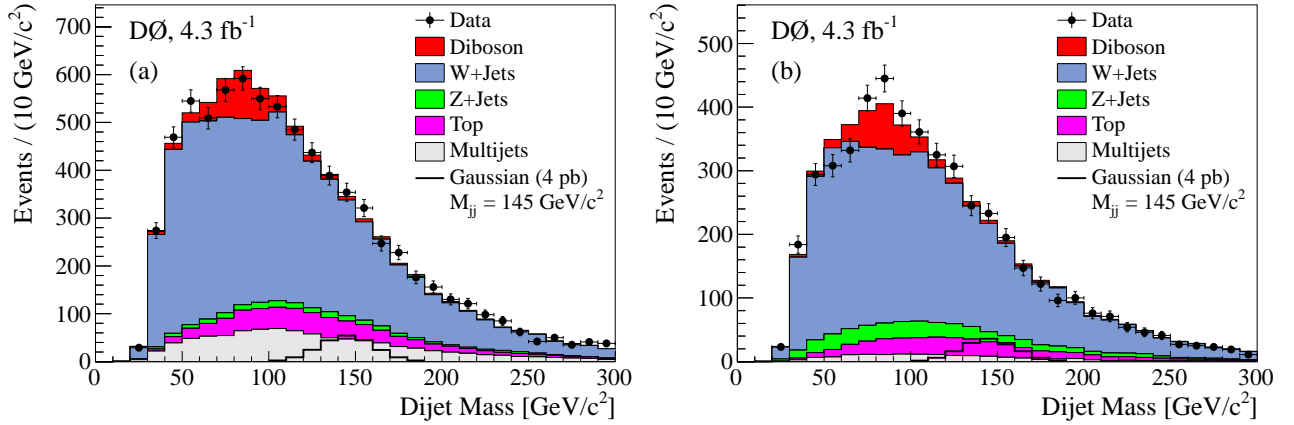 Events / (10 GeV/c²)
700
600
500
400
300
200
100
0
DØ, 4.3 fb⁻¹
(a)
Data
Diboson
W+Jets
Z+Jets
Top
Multijets
Gaussian (4 pb)
M_jj = 145 GeV/c²
0 50 100 150 200 250 300
Dijet Mass [GeV/c²]
Events / (10 GeV/c²)
500
400
300
200
100
0
DØ, 4.3 fb⁻¹
(b)
Data
Diboson
W+Jets
Z+Jets
Top
Multijets
Gaussian (4 pb)
M_jj = 145 GeV/c²
0 50 100 150 200 250 300
Dijet Mass [GeV/c²]